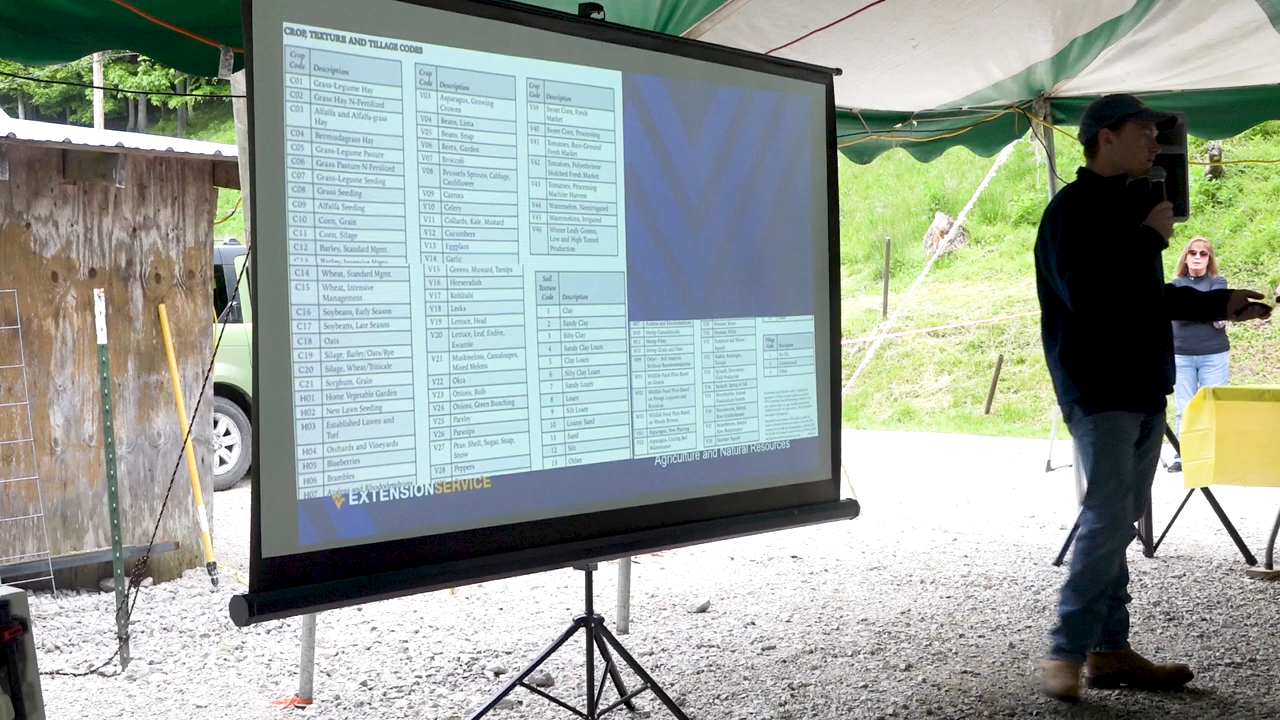 CROP, TEXTURE AND TILLAGE CODES
Crop Code Description
C01 Grass-Legume Hay
C02 Grass Hay N-Fertilized
C03 Alfalfa and Alfalfa-grass
Hay
C04 Bermudagrass Hay
C05 Grass-Legume Pasture
C06 Grass Pasture N-Fertilized
C07 Grass-Legume Seeding
C08 Grass Seeding
C09 Alfalfa Seeding
C10 Corn, Grain
C11 Corn, Silage
C12 Barley, Standard Mgmt.
C14 Wheat, Standard Mgmt.
C15 Wheat, Intensive
Management
C16 Soybeans, Early Season
C17 Soybeans, Late Season
C18 Oats
C19 Silage, Barley/Oats/Rye
C20 Silage, Wheat/Triticale
C21 Sorghum, Grain
H01 Home Vegetable Garden
H02 New Lawn Seeding
H03 Established Lawns and
Turf
H04 Orchards and Vineyards
H05 Blueberries
H06 Brambles
H07
Crop Code Description
V03 Asparagus, Growing
Crowns
V04 Beans, Lima
V05 Beans, Snap
V06 Beets, Garden
V07 Broccoli
V08 Brussels Sprouts, Cabbage,
Cauliflower
V09 Carrots
V10 Celery
V11 Collards, Kale, Mustard
V12 Cucumbers
V13 Eggplant
V14 Garlic
V15 Greens, Mustard, Turnips
V16 Horseradish
V17 Kohlrabi
V18 Leeks
V19 Lettuce, Head
V20 Lettuce, Leaf, Endive,
Escarole
V21 Muskmelons, Cantaloupes,
Mixed Melons
V22 Okra
V23 Onions, Bulb
V24 Onions, Green Bunching
V25 Parsley
V26 Parsnips
V27 Peas: Shell, Sugar, Snap,
Snow
V28 Peppers
Crop Code Description
V39 Sweet Corn, Fresh
Market
V40 Sweet Corn, Processing
V41 Tomatoes, Bare-Ground
Fresh Market
V42 Tomatoes, Polyethylene
Mulched Fresh Market
V43 Tomatoes, Processing
Machine Harvest
V44 Watermelon, Nonirrigated
V45 Watermelons, Irrigated
V46 Winter Leafy Greens,
Low and High Tunnel
Production
Soil Texture Code Description
1 Clay
2 Sandy Clay
3 Silty Clay
4 Sandy Clay Loam
5 Clay Loam
6 Silty Clay Loam
7 Sandy Loam
8 Loam
9 Silt Loam
10 Loamy Sand
11 Sand
12 Silt
13 Other
Agriculture and Natural Resources
EXTENSIONSERVICE